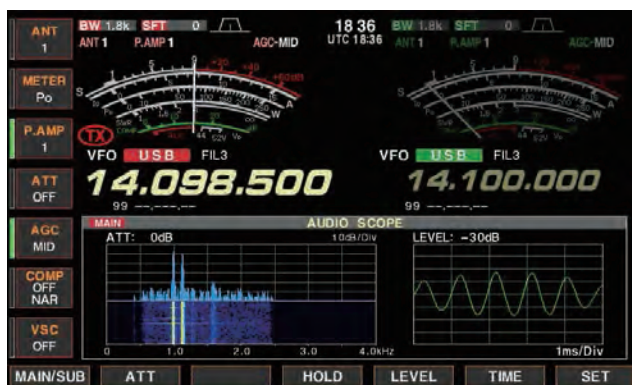 ANT
1
METER
Po
P.AMP
1
ATT
OFF
AGC
MID
COMP
OFF
NAR
VSC
OFF
BW 1.8k SFT 0
ANT 1 P.AMP 1 AGC-MID
18 36
UTC 18:36
BW 1.8k SFT 0
ANT 1 P.AMP 1 AGC-MID
TX
VFO USB FIL3
14.098.500
99 --,---.---
VFO USB FIL3
14.100.000
99 --,---.---
MAIN AUDIO SCOPE
ATT: 0dB 10dB/Div
LEVEL: -30dB
0 1.0 2.0 3.0 4.0kHz
1ms/Div
MAIN/SUB ATT HOLD LEVEL TIME SET